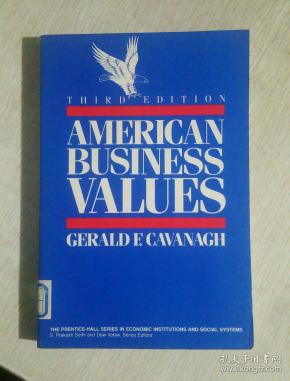 THIRD EDITION
AMERICAN
BUSINESS
VALUES
GERALD F. CAVANAGH
THE PRENTICE-HALL SERIES IN ECONOMIC INSTITUTIONS AND SOCIAL SYSTEMS
S. Prakash Sethi and Dow Votaw, Series Editors